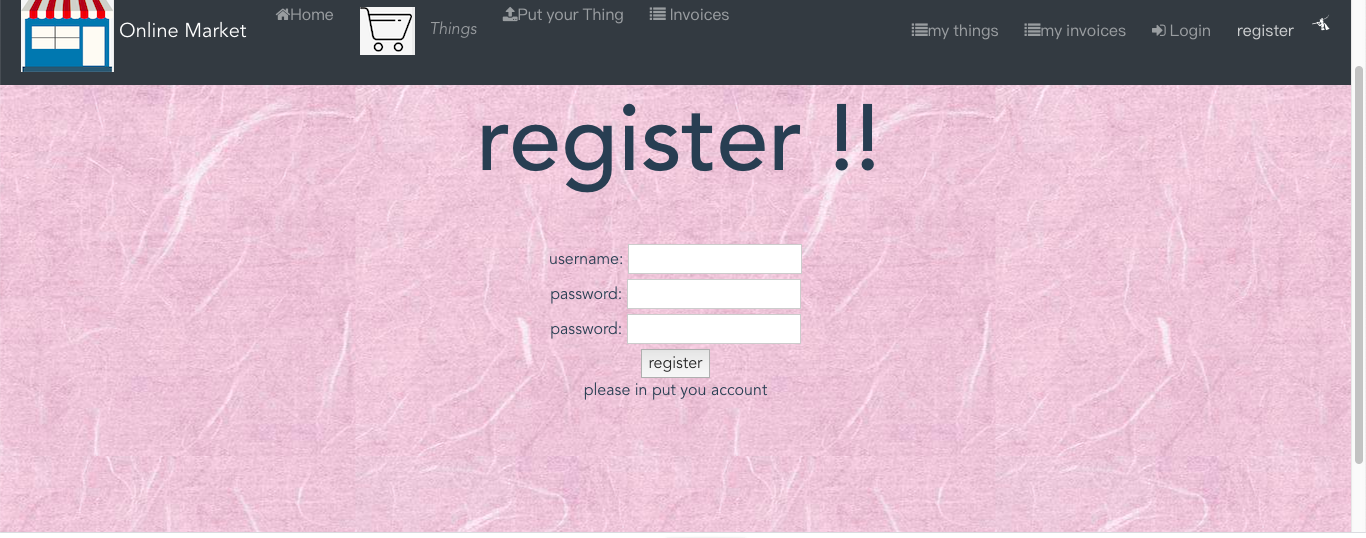 Home
Put your Thing
Invoices
Online Market
Things
my things
my invoices
Login
register
register !!
username:
password:
password:
register
please in put you account